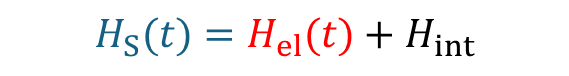 H_S(t) = H_el(t) + H_int